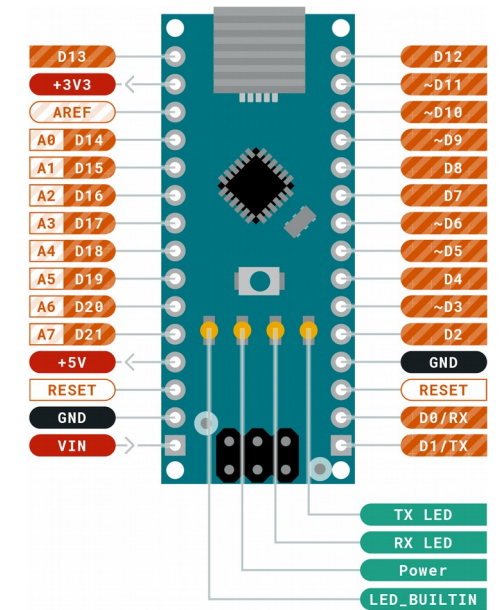 D13 D12
+3V3 ~D11
AREF ~D10
A0 D14 ~D9
A1 D15 D8
A2 D16 D7
A3 D17 ~D6
A4 D18 ~D5
A5 D19 D4
A6 D20 ~D3
A7 D21 D2
+5V GND
RESET RESET
GND D0/RX
VIN D1/TX
TX LED
RX LED
Power
LED_BUILTIN